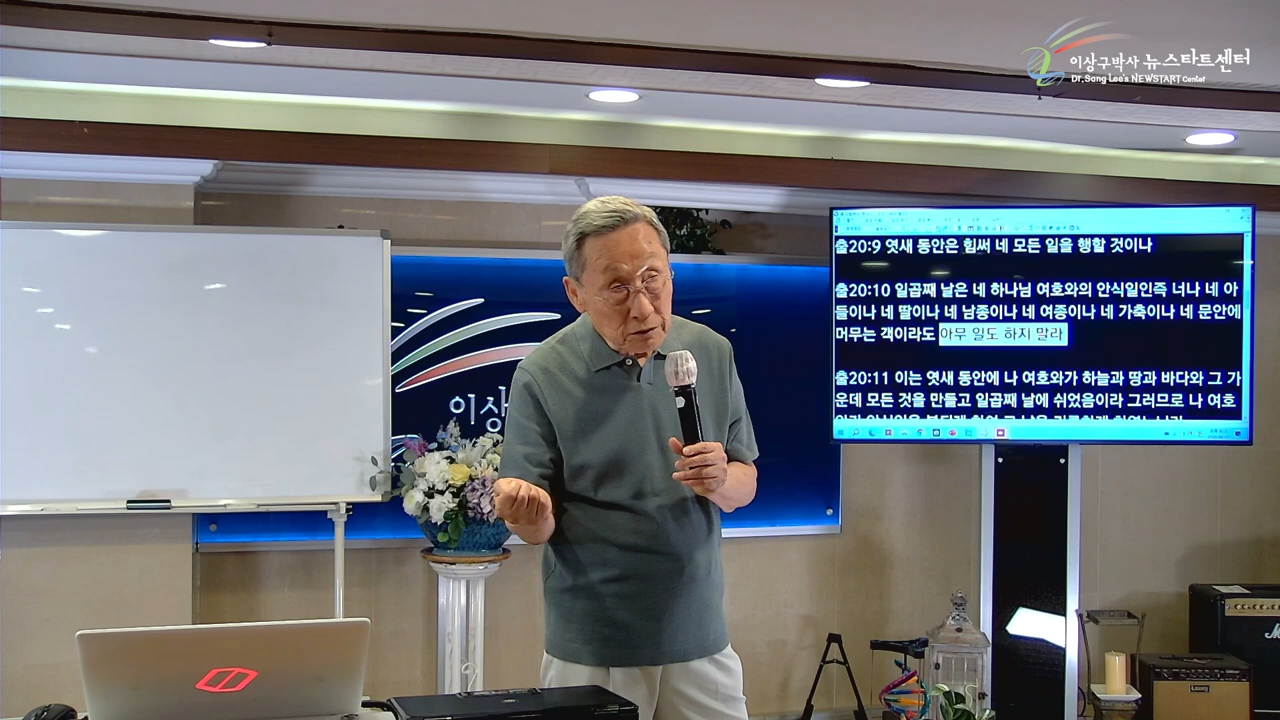 이상구박사 뉴스타트센터
Dr. Sang Lee's NEWSTART Center
출20:9 엿새 동안은 힘써 네 모든 일을 행할 것이나
출20:10 일곱째 날은 네 하나님 여호와의 안식일인즉 너나 네 아
들이나 네 딸이나 네 남종이나 네 여종이나 네 가축이나 네 문안에
머무는 객이라도 아무 일도 하지 말라
출20:11 이는 엿새 동안에 나 여호와가 하늘과 땅과 바다와 그 가
운데 모든 것을 만들고 일곱째 날에 쉬었음이라 그러므로 나 여호
이상
Laney